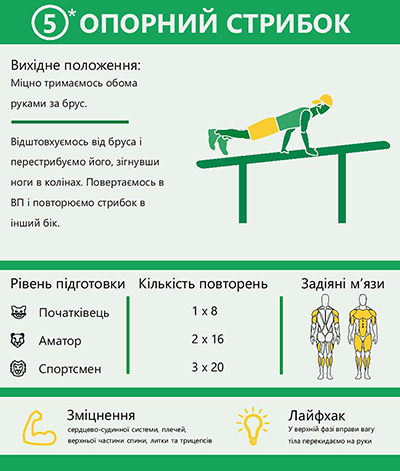 5* ОПОРНИЙ СТРИБОК
Вихідне положення:
Міцно тримаємось обома
руками за брус.
Відштовхуємось від бруса і
перестрибуємо його, зігнувши
ноги в колінах. Повертаємось в
ВП і повторюємо стрибок в
інший бік.
Рівень підготовки
Кількість повторень
Задіяні м’язи
Початківець
1 x 8
Аматор
2 x 16
Спортсмен
3 x 20
Зміцнення
сердцево-судинної системи, плечей,
верхньої частини спини, литки та трицепсів
Лайфхак
У верхній фазі вправи вагу
тіла перекидаємо на руки